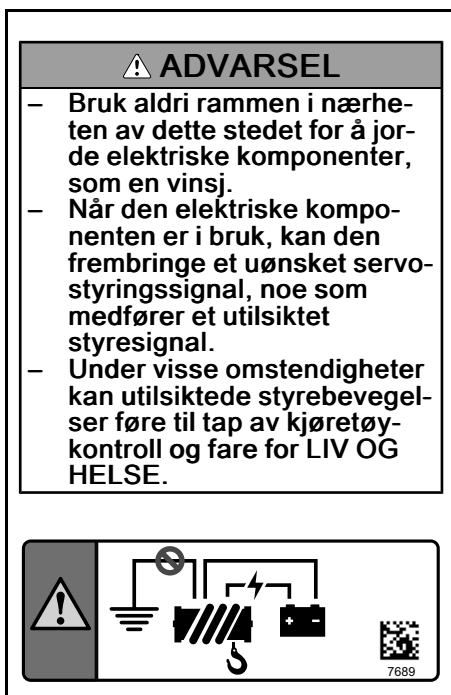 ⚠ ADVARSEL
– Bruk aldri rammen i nærhe-
ten av dette stedet for å jor-
de elektriske komponenter,
som en vinsj.
– Når den elektriske kompo-
nenten er i bruk, kan den
frembringe et uønsket servo-
styringssignal, noe som
medfører et utilsiktet
styresignal.
– Under visse omstendigheter
kan utilsiktede styrebevegel-
ser føre til tap av kjøretøy-
kontroll og fare for LIV OG
HELSE.
7689